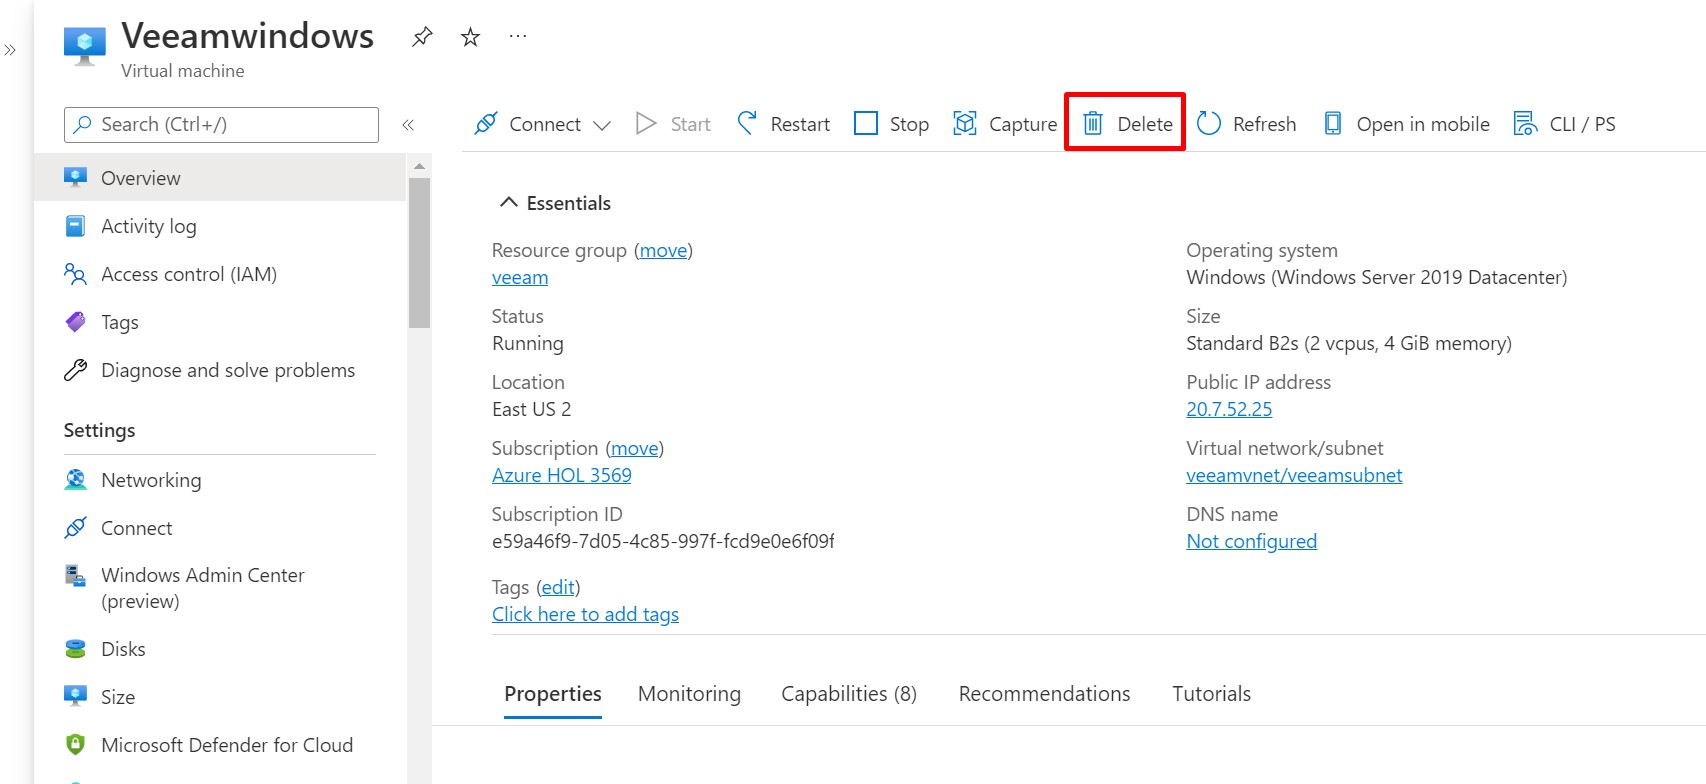 Veeamwindows
Virtual machine
Search (Ctrl+/)
Overview
Activity log
Access control (IAM)
Tags
Diagnose and solve problems
Settings
Networking
Connect
Windows Admin Center
(preview)
Disks
Size
Microsoft Defender for Cloud
Connect
Start
Restart
Stop
Capture
Delete
Refresh
Open in mobile
CLI / PS
Essentials
Resource group (move)
veeam
Status
Running
Location
East US 2
Subscription (move)
Azure HOL 3569
Subscription ID
e59a46f9-7d05-4c85-997f-fcd9e0e6f09f
Tags (edit)
Click here to add tags
Operating system
Windows (Windows Server 2019 Datacenter)
Size
Standard B2s (2 vcpus, 4 GiB memory)
Public IP address
20.7.52.25
Virtual network/subnet
veeamvnet/veeamsubnet
DNS name
Not configured
Properties
Monitoring
Capabilities (8)
Recommendations
Tutorials